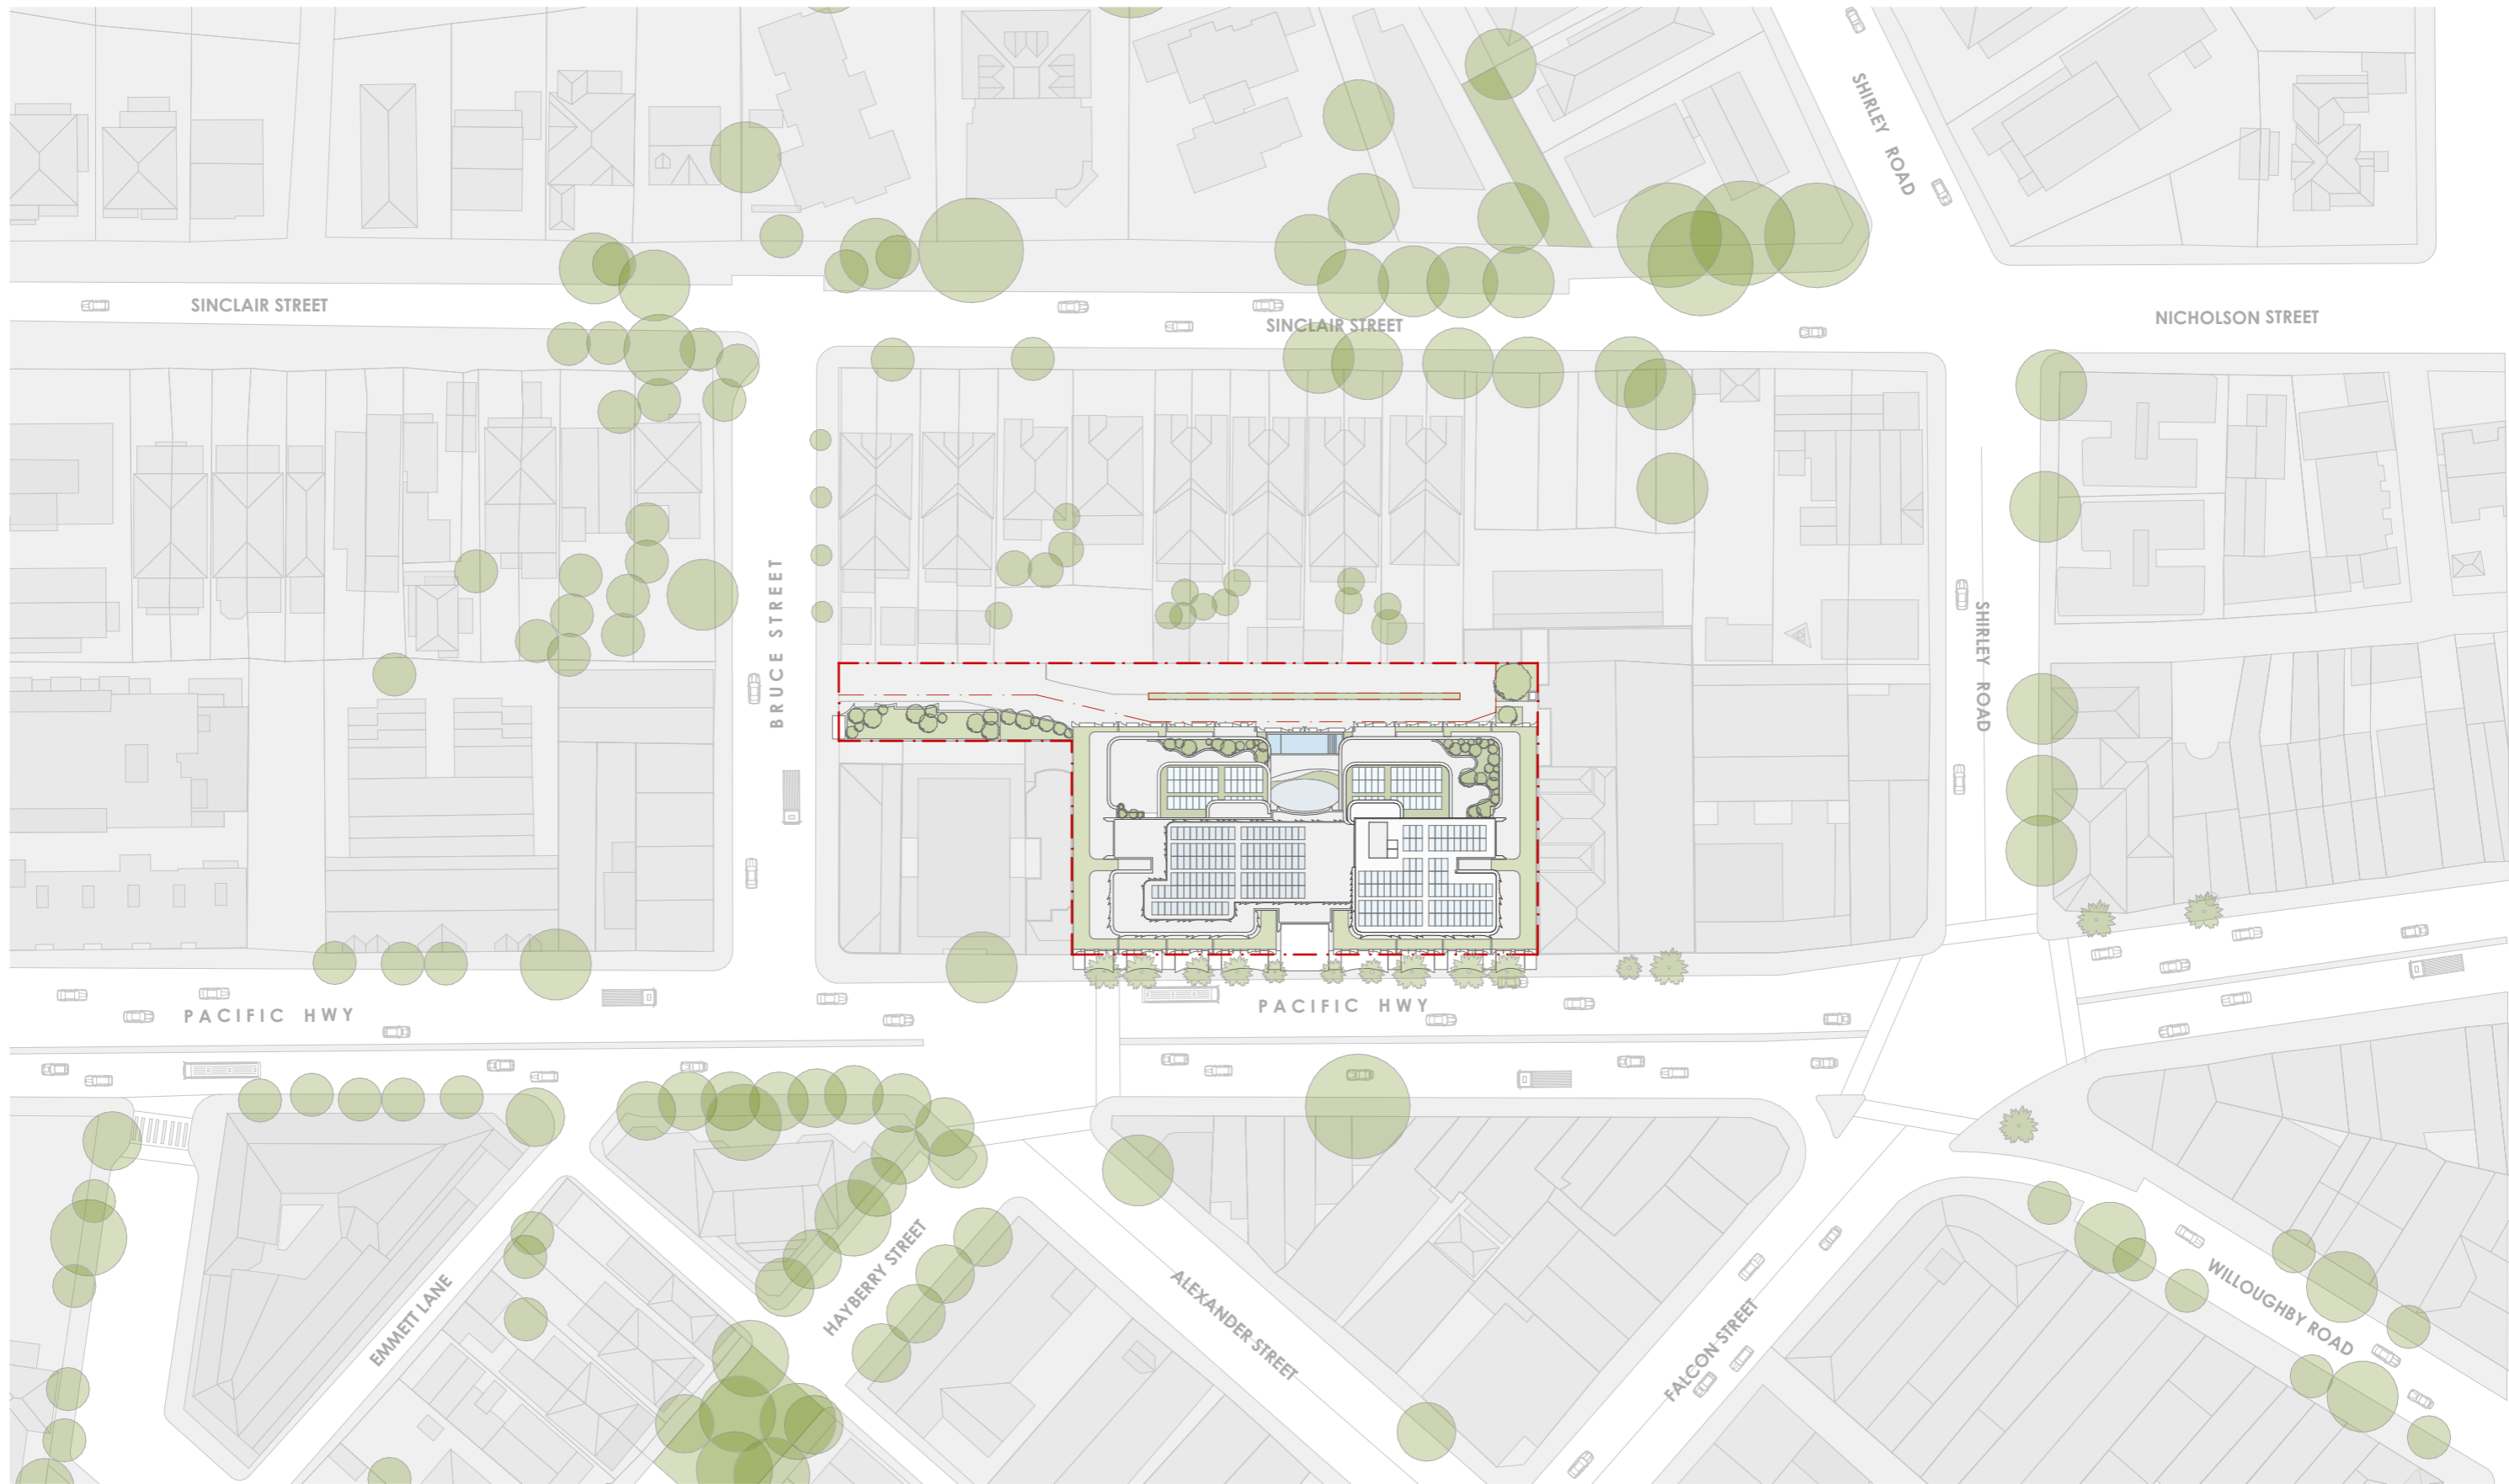 SHIRLEY ROAD
SINCLAIR STREET
SINCLAIR STREET
NICHOLSON STREET
BRUCE STREET
SHIRLEY ROAD
PACIFIC HWY
PACIFIC HWY
EMMETT LANE
HAYBERRY STREET
ALEXANDER STREET
FALCON STREET
WILLOUGHBY ROAD